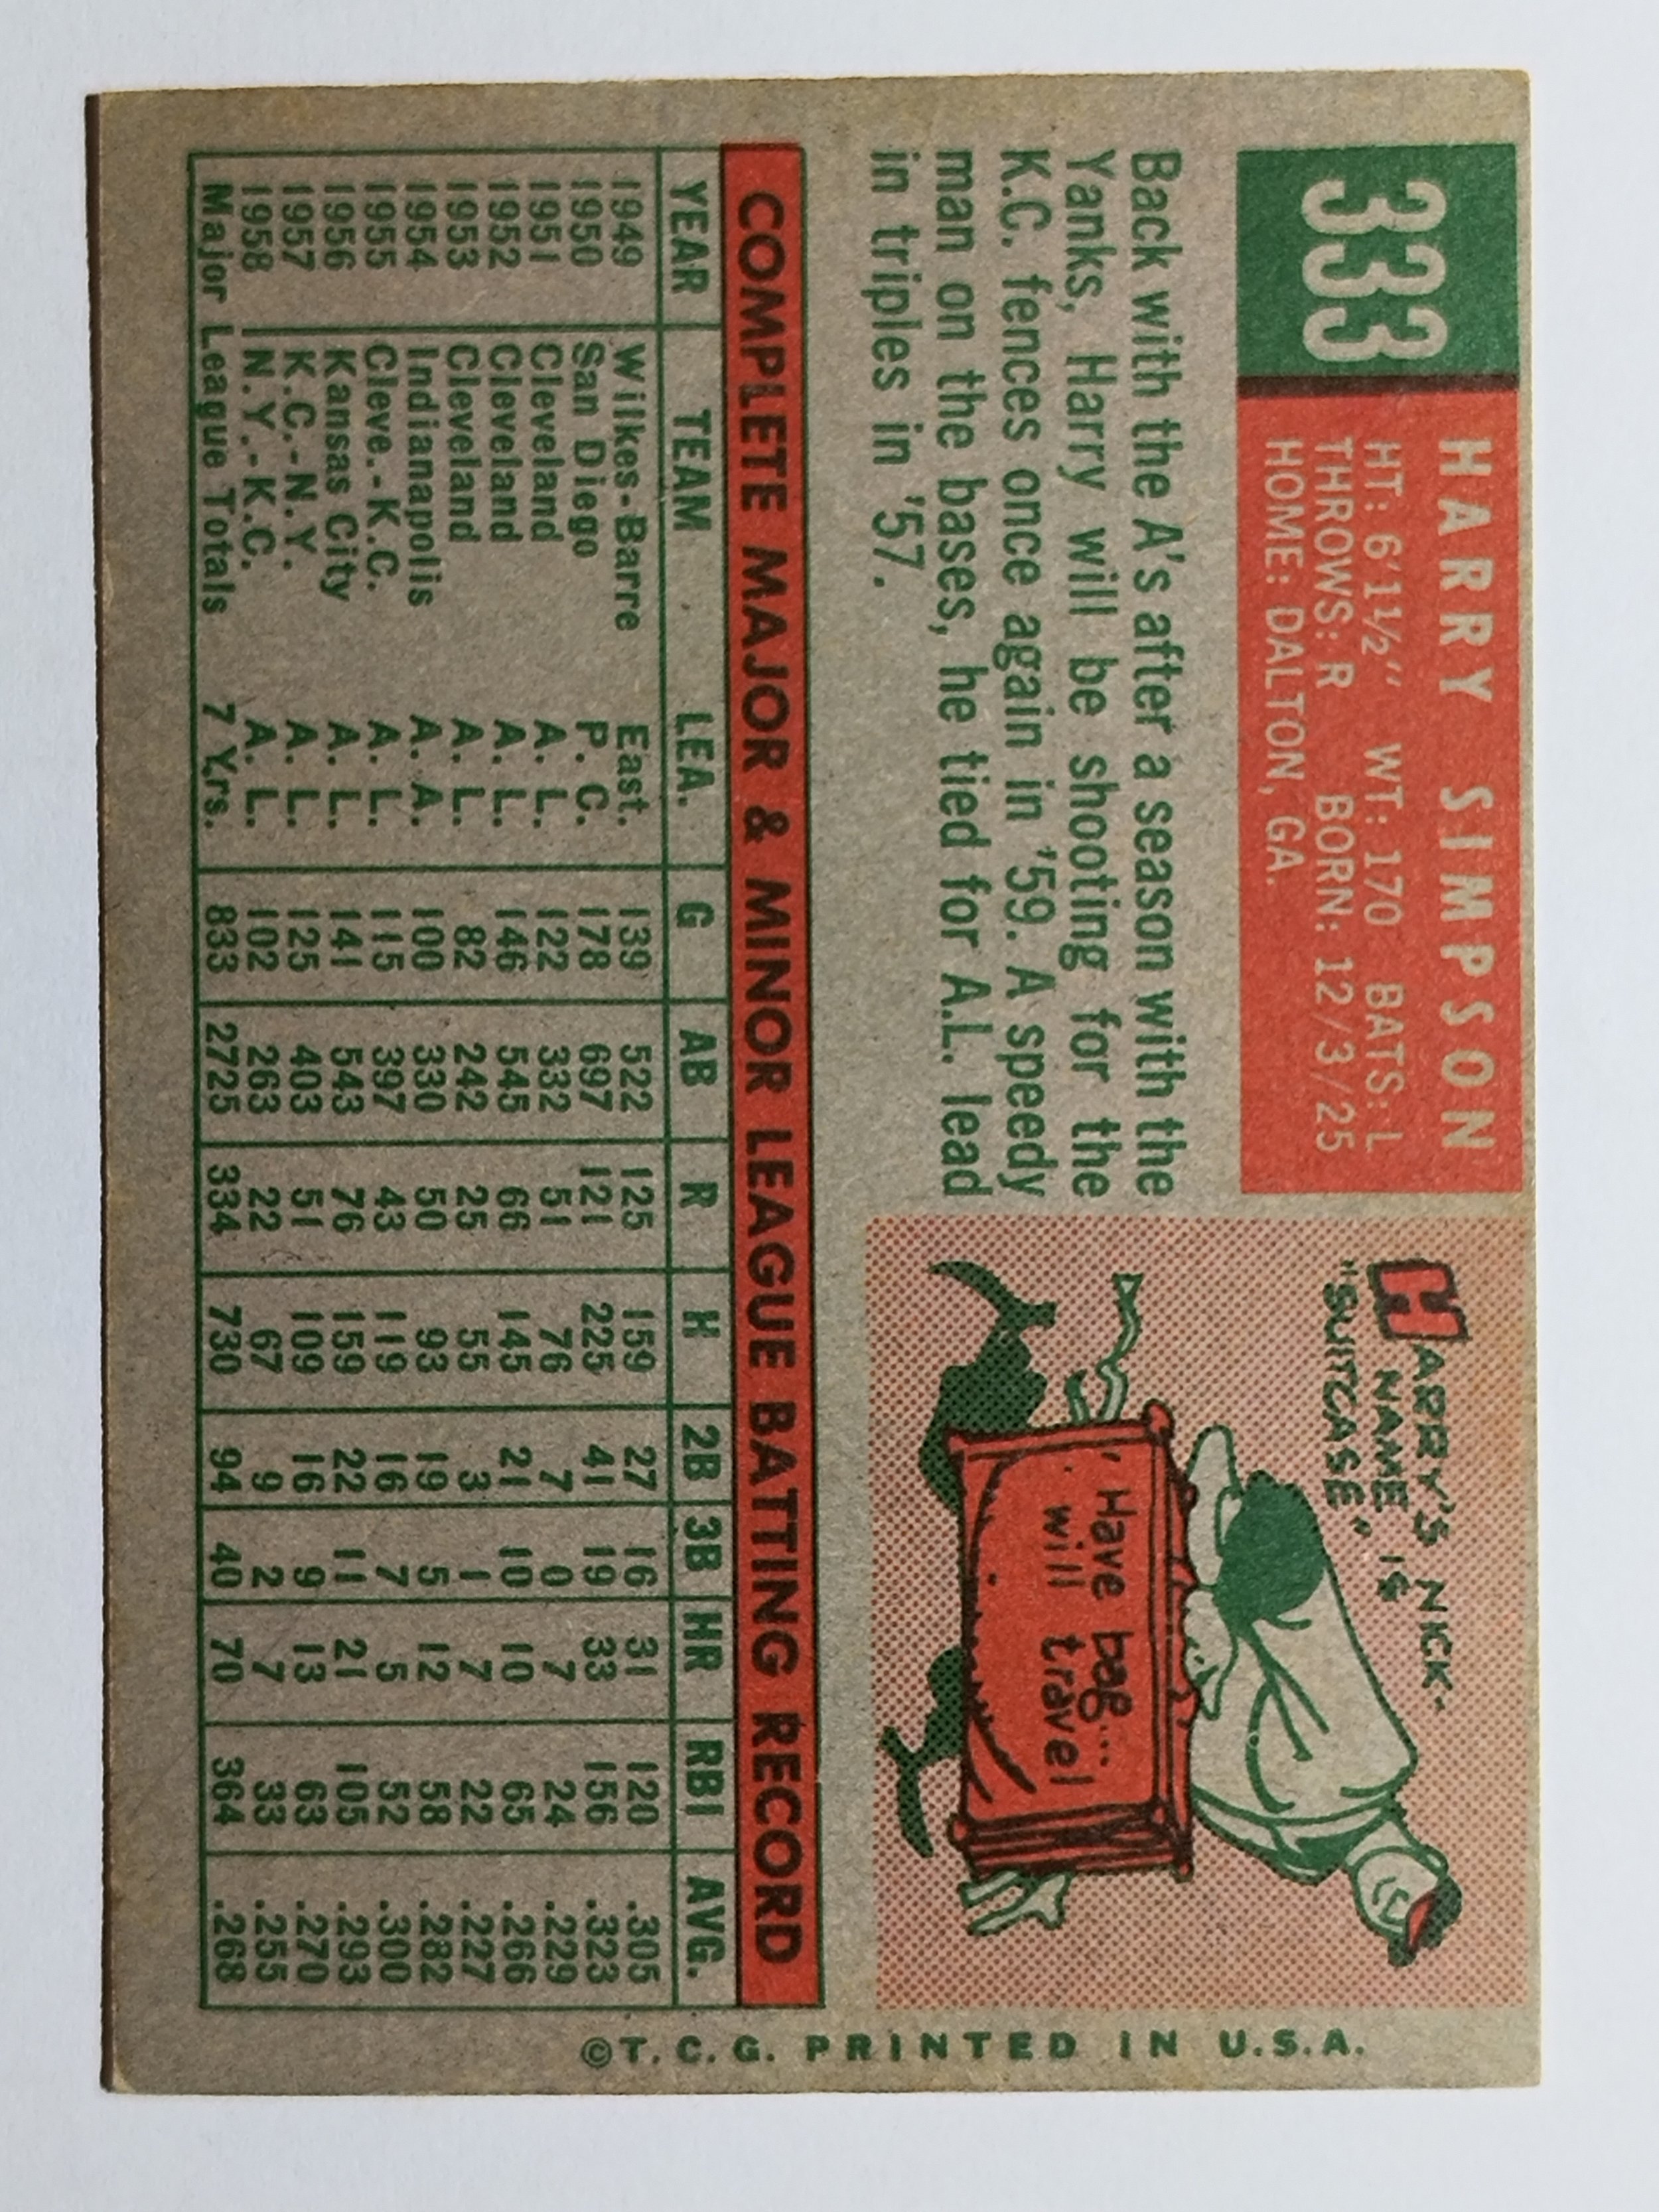 333
HARRY SIMPSON
HT: 6'1½" WT: 170 BATS: L
THROWS: R BORN: 12/3/25
HOME: DALTON, GA.
Back with the A's after a season with the
Yanks, Harry will be shooting for the
K.C. fences once again in '59. A speedy
man on the bases, he tied for A.L. lead
in triples in '57.
HARRY'S NICK-
NAME IS
"SUITCASE"
Have bag...
will travel
COMPLETE MAJOR & MINOR LEAGUE BATTING RECORD
YEAR TEAM LEA. G AB R H 2B 3B HR RBI AVG.
1949 Wilkes-Barre East. 139 522 125 159 27 16 31 120 .305
1950 San Diego P. C. 178 697 121 225 41 19 33 156 .323
1951 Cleveland A. L. 122 332 51 76 7 0 7 24 .229
1952 Cleveland A. L. 146 545 66 145 21 10 10 65 .266
1953 Cleveland A. L. 82 242 25 55 3 1 7 22 .227
1954 Indianapolis A. A. 100 330 50 93 19 5 12 58 .282
1955 Cleve.-K.C. A. L. 115 397 43 119 16 7 5 52 .300
1956 Kansas City A. L. 141 543 76 159 22 11 21 105 .293
1957 K.C.-N.Y. A. L. 125 403 51 109 16 9 13 63 .270
1958 N.Y.-K.C. A. L. 102 263 22 67 9 2 7 33 .255
Major League Totals 7 Yrs. 833 2725 334 730 94 40 70 364 .268
©T.C.G. PRINTED IN U.S.A.